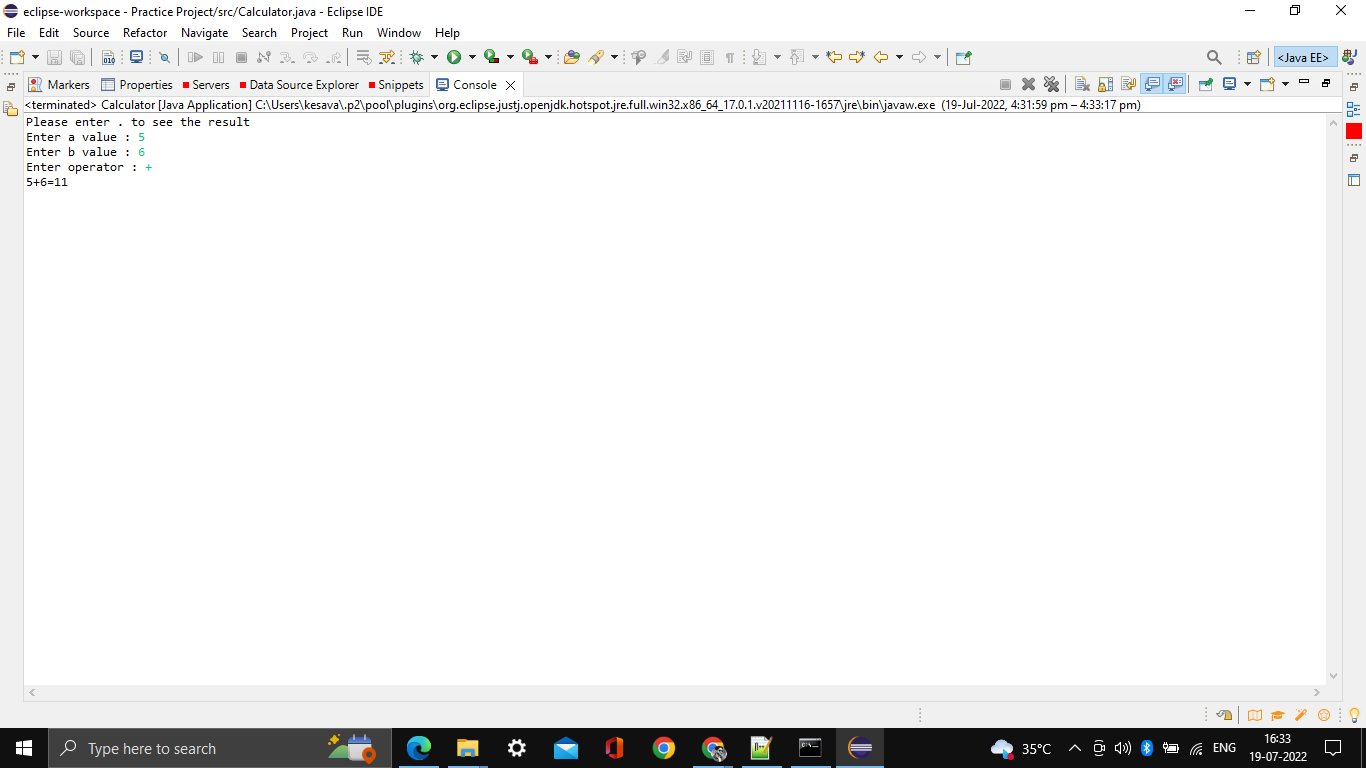 eclipse-workspace - Practice Project/src/Calculator.java - Eclipse IDE
File Edit Source Refactor Navigate Search Project Run Window Help
<Java EE>
Markers Properties Servers Data Source Explorer Snippets Console
<terminated> Calculator [Java Application] C:\Users\kesava\.p2\pool\plugins\org.eclipse.justj.openjdk.hotspot.jre.full.win32.x86_64_17.0.1.v20211116-1657\jre\bin\javaw.exe (19-Jul-2022, 4:31:59 pm – 4:33:17 pm)
Please enter . to see the result
Enter a value : 5
Enter b value : 6
Enter operator : +
5+6=11
Type here to search
35°C
ENG
16:33
19-07-2022